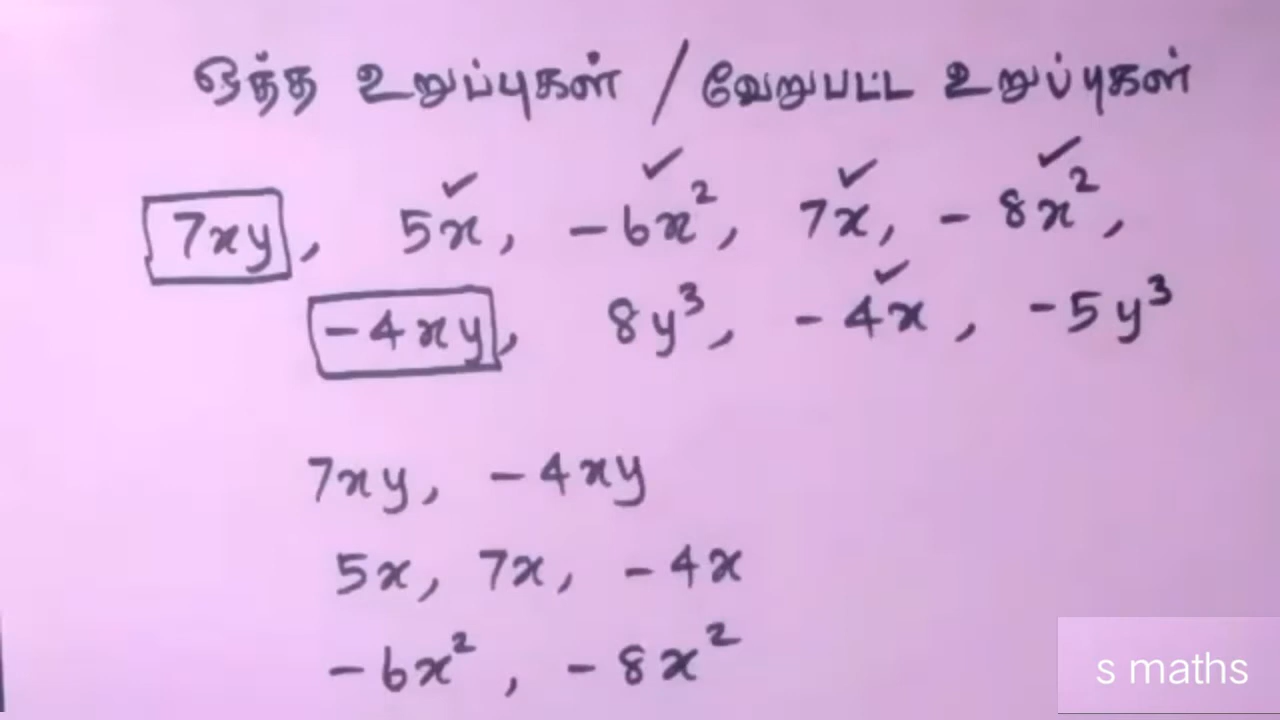 ஒத்த உறுப்புகள் / வேறுபட்ட உறுப்புகள்
7xy, 5x, -6x², 7x, -8x²,
-4xy, 8y³, -4x, -5y³
7xy, -4xy
5x, 7x, -4x
-6x², -8x²
s maths